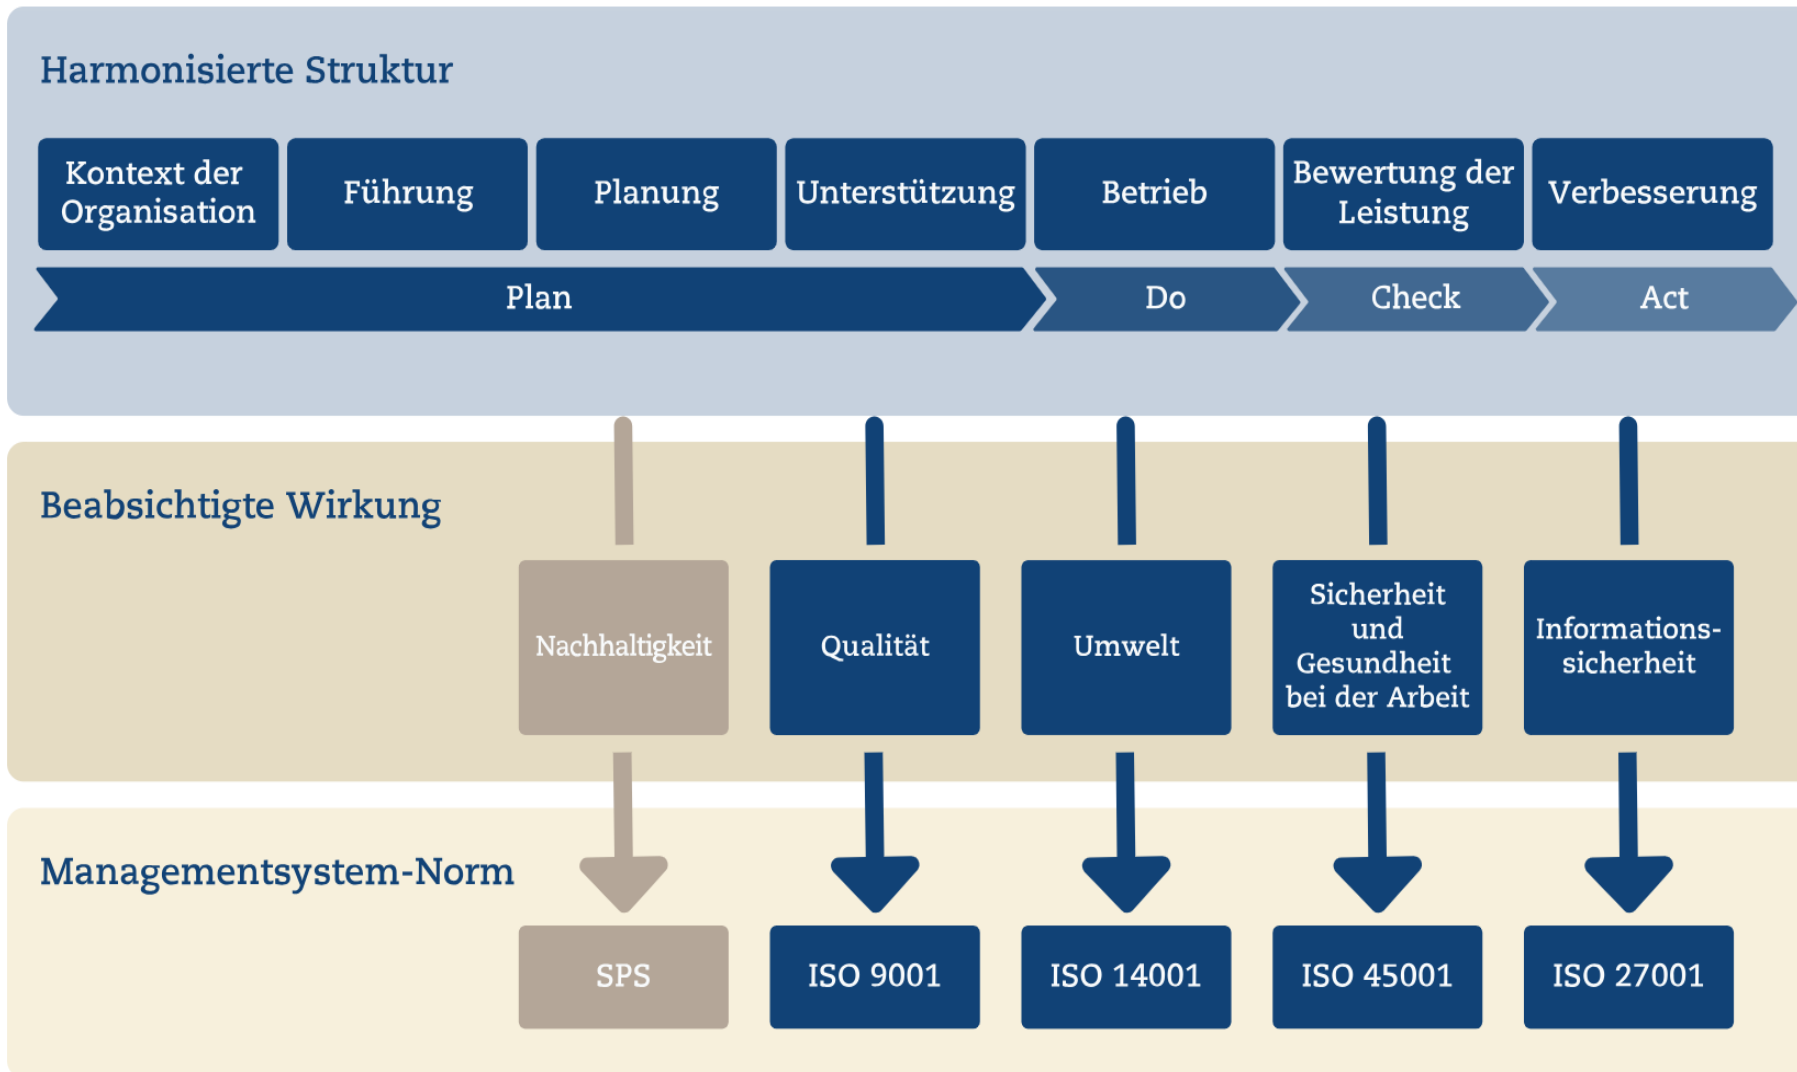 Harmonisierte Struktur
Kontext der
Organisation
Führung
Planung
Unterstützung
Betrieb
Bewertung der
Leistung
Verbesserung
Plan
Do
Check
Act
Beabsichtigte Wirkung
Nachhaltigkeit
Qualität
Umwelt
Sicherheit
und
Gesundheit
bei der Arbeit
Informations-
sicherheit
Managementsystem-Norm
SPS
ISO 9001
ISO 14001
ISO 45001
ISO 27001